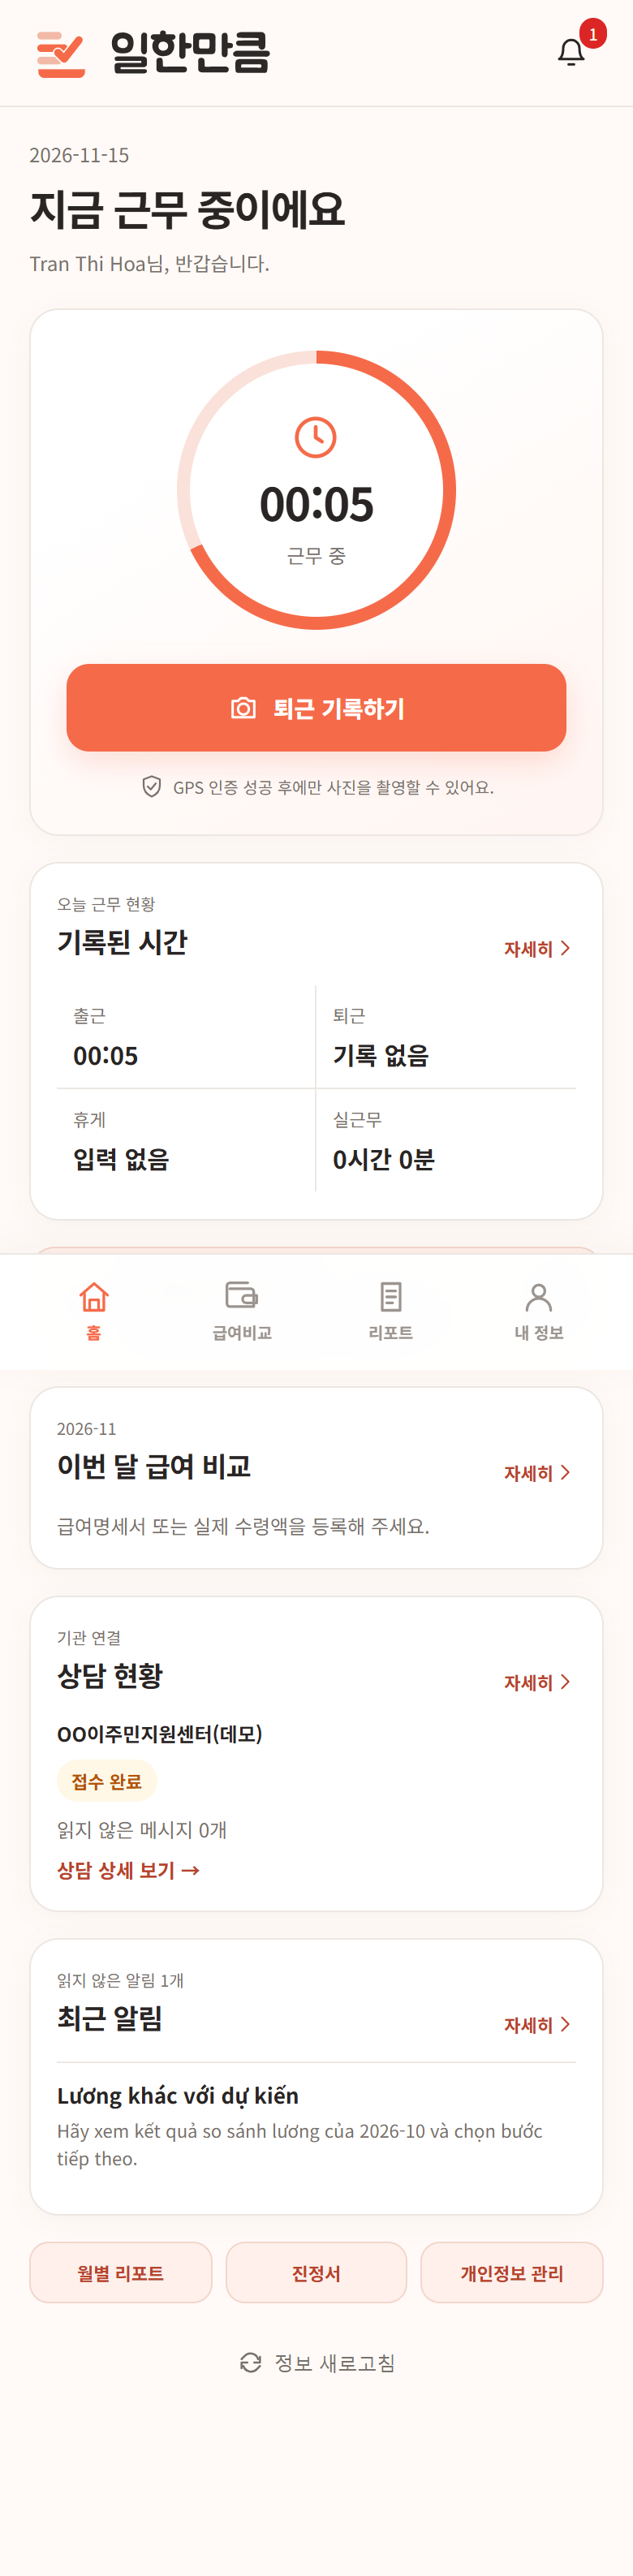 일한만큼
1
2026-11-15
지금 근무 중이에요
Tran Thi Hoa님, 반갑습니다.
00:05
근무 중
퇴근 기록하기
GPS 인증 성공 후에만 사진을 촬영할 수 있어요.
오늘 근무 현황
기록된 시간
자세히
출근
00:05
퇴근
기록 없음
휴게
입력 없음
실근무
0시간 0분
홈
급여비교
리포트
내 정보
2026-11
이번 달 급여 비교
자세히
급여명세서 또는 실제 수령액을 등록해 주세요.
기관 연결
상담 현황
자세히
OO이주민지원센터(데모)
접수 완료
읽지 않은 메시지 0개
상담 상세 보기 →
읽지 않은 알림 1개
최근 알림
자세히
Lương khác với dự kiến
Hãy xem kết quả so sánh lương của 2026-10 và chọn bước
tiếp theo.
월별 리포트
진정서
개인정보 관리
정보 새로고침